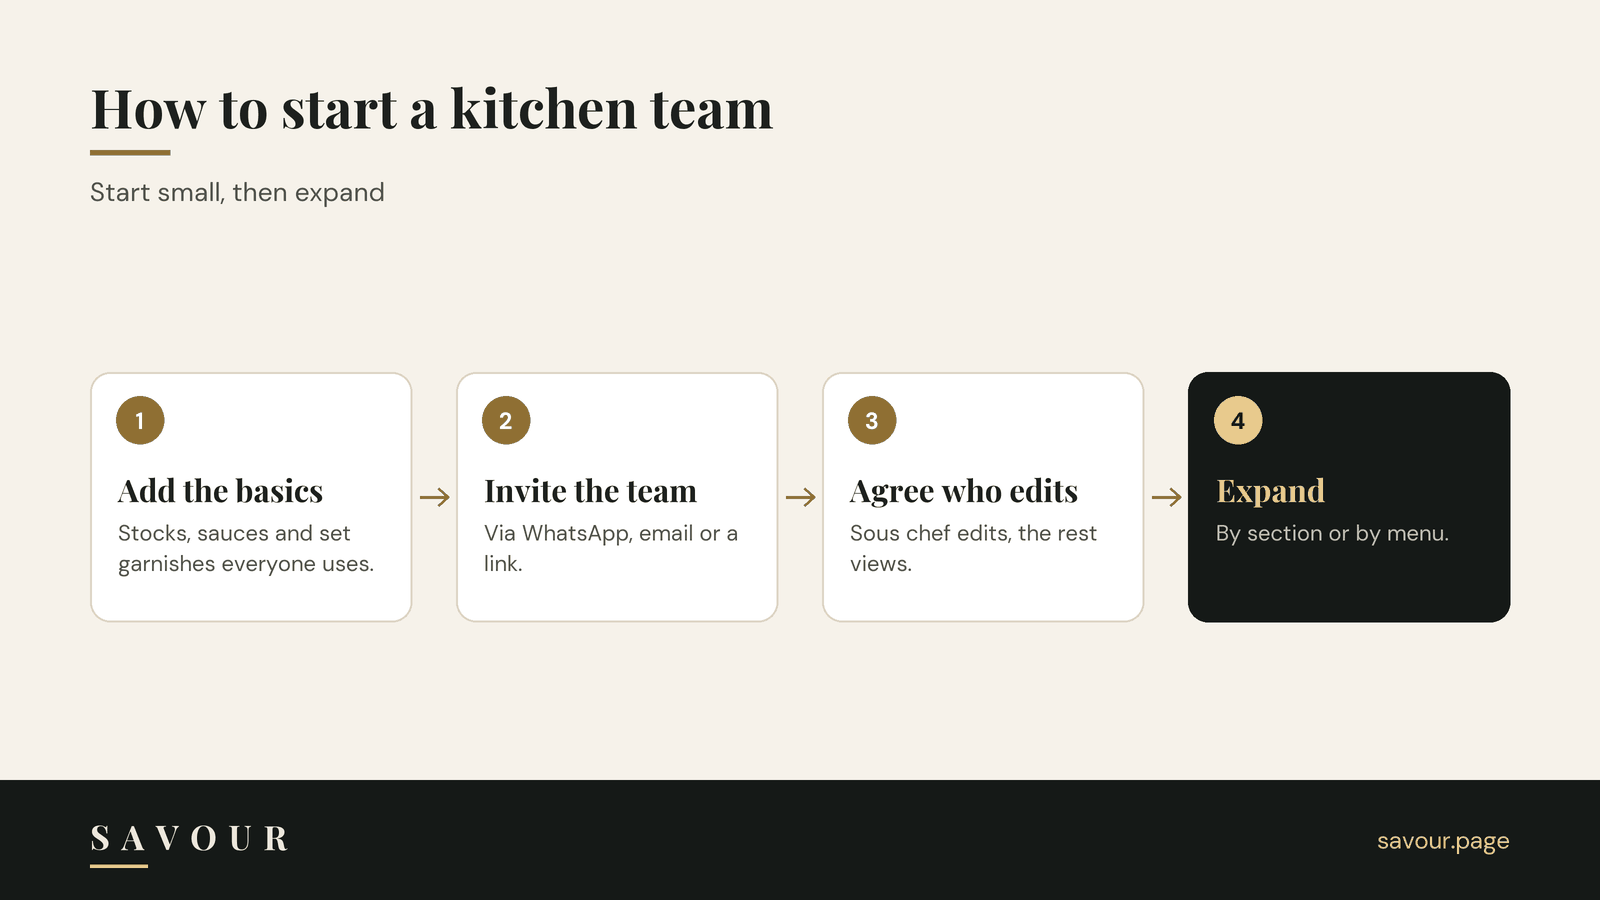 How to start a kitchen team
Start small, then expand
1
Add the basics
Stocks, sauces and set
garnishes everyone uses.
2
Invite the team
Via WhatsApp, email or a
link.
3
Agree who edits
Sous chef edits, the rest
views.
4
Expand
By section or by menu.
SAVOUR
savour.page